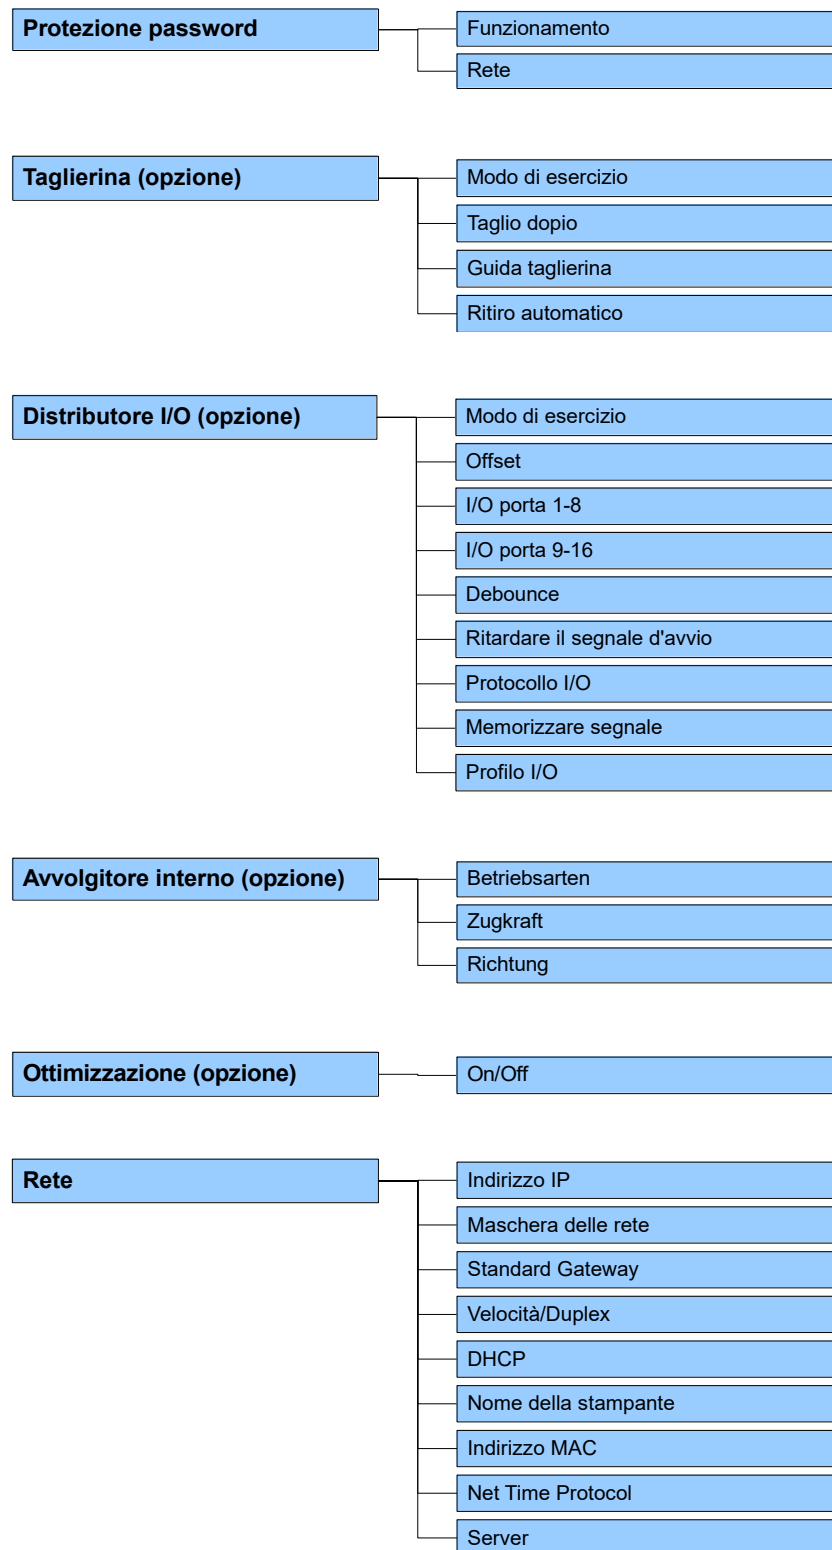 Protezione password
Funzionamento
Rete
Taglierina (opzione)
Modo di esercizio
Taglio dopio
Guida taglierina
Ritiro automatico
Distributore I/O (opzione)
Modo di esercizio
Offset
I/O porta 1-8
I/O porta 9-16
Debounce
Ritardare il segnale d'avvio
Protocollo I/O
Memorizzare segnale
Profilo I/O
Avvolgitore interno (opzione)
Betriebsarten
Zugkraft
Richtung
Ottimizzazione (opzione)
On/Off
Rete
Indirizzo IP
Maschera delle rete
Standard Gateway
Velocità/Duplex
DHCP
Nome della stampante
Indirizzo MAC
Net Time Protocol
Server